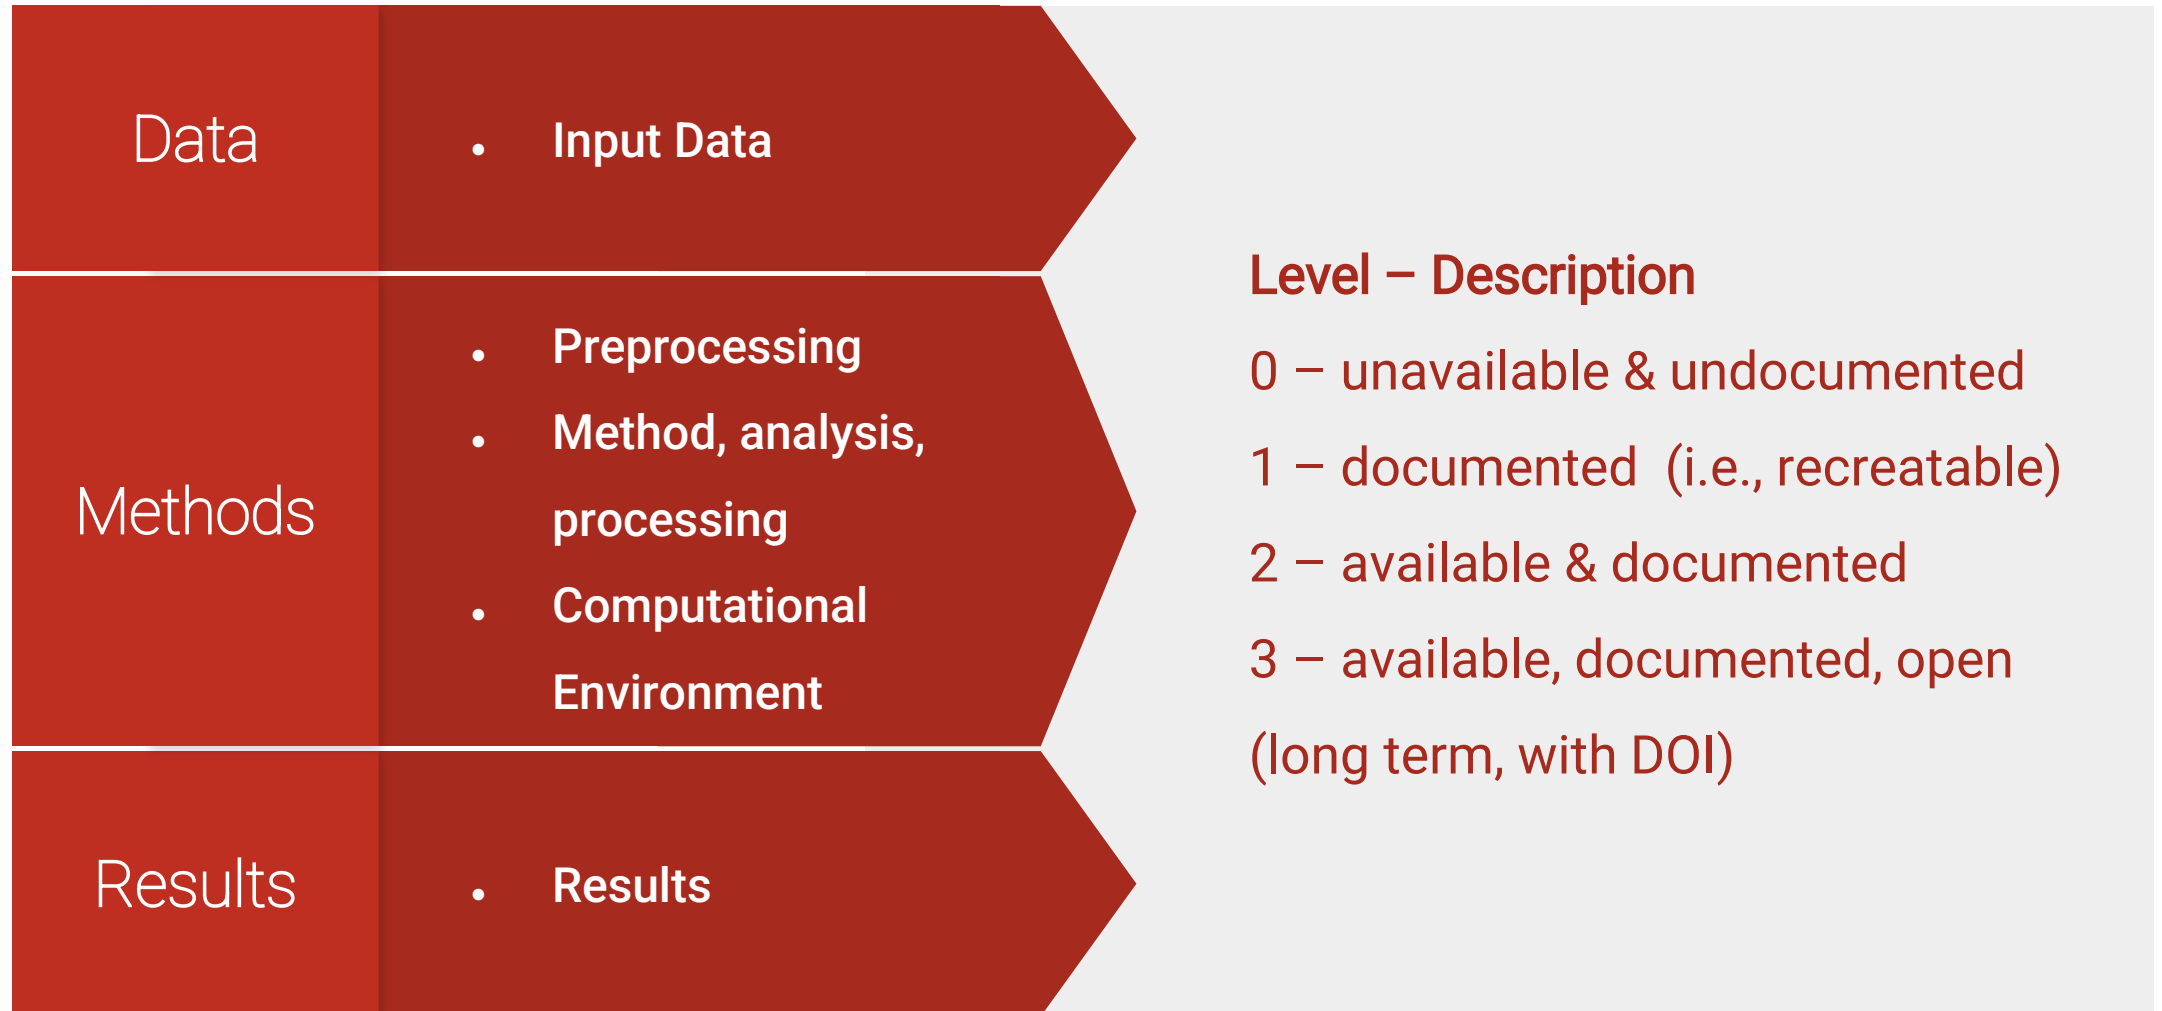 Data
• Input Data
Methods
• Preprocessing
• Method, analysis,
processing
• Computational
Environment
Results
• Results
Level – Description
0 – unavailable & undocumented
1 – documented (i.e., recreatable)
2 – available & documented
3 – available, documented, open
(long term, with DOI)